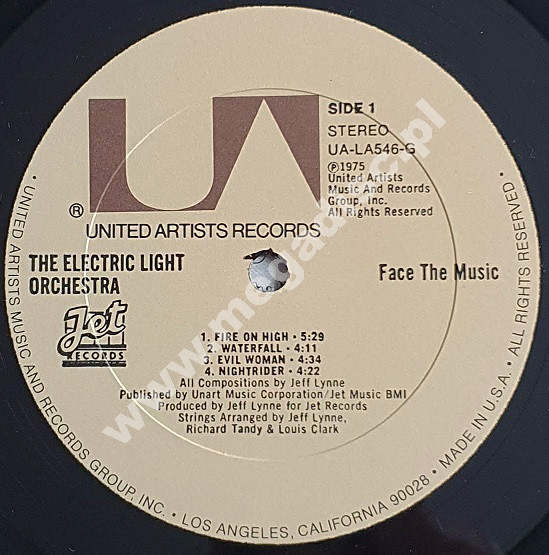 SIDE 1
STEREO
UA-LA546-G
Ⓟ1975
United Artists
Music And Records
Group, Inc.
All Rights Reserved
UA
®
UNITED ARTISTS RECORDS
THE ELECTRIC LIGHT
ORCHESTRA
Face The Music
Jet
RECORDS
1. FIRE ON HIGH • 5:29
2. WATERFALL • 4:11
3. EVIL WOMAN • 4:34
4. NIGHTRIDER • 4:22
All Compositions by Jeff Lynne
Published by Unart Music Corporation/Jet Music BMI
Produced by Jeff Lynne for Jet Records
Strings Arranged by Jeff Lynne,
Richard Tandy & Louis Clark
• UNITED ARTISTS MUSIC AND RECORDS GROUP, INC. • LOS ANGELES, CALIFORNIA 90028 • MADE IN U.S.A. • ALL RIGHTS RESERVED.
www.megadisc.pl